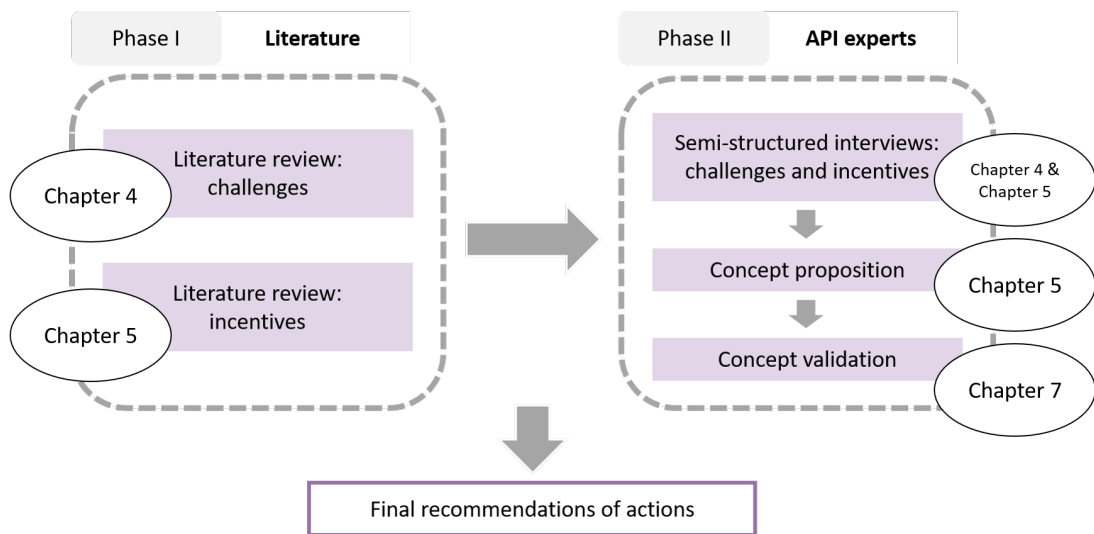 Phase I
Literature
Literature review:
challenges
Chapter 4
Literature review:
incentives
Chapter 5
Phase II
API experts
Semi-structured interviews:
challenges and incentives
Chapter 4 &
Chapter 5
Concept proposition
Chapter 5
Concept validation
Chapter 7
Final recommendations of actions